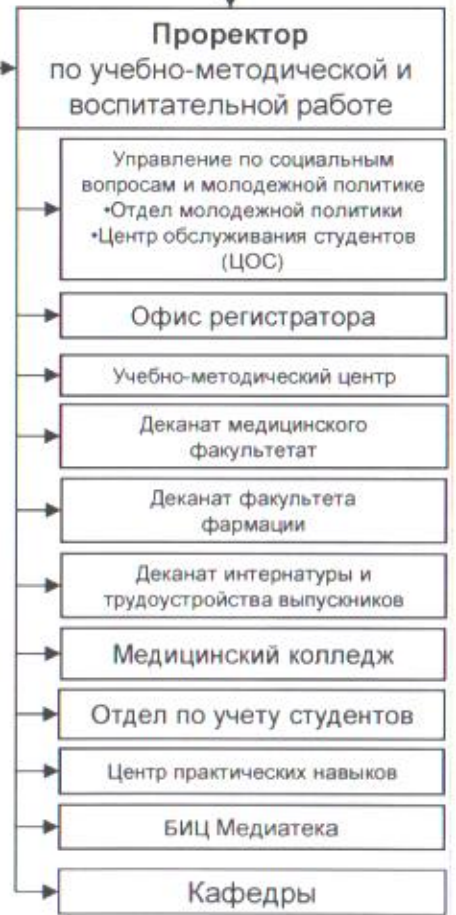 Проректор
по учебно-методической и
воспитательной работе
Управление по социальным
вопросам и молодежной политике
•Отдел молодежной политики
•Центр обслуживания студентов
(ЦОС)
Офис регистратора
Учебно-методический центр
Деканат медицинского
факультетат
Деканат факультета
фармации
Деканат интернатуры и
трудоустройства выпускников
Медицинский колледж
Отдел по учету студентов
Центр практических навыков
БИЦ Медиатека
Кафедры